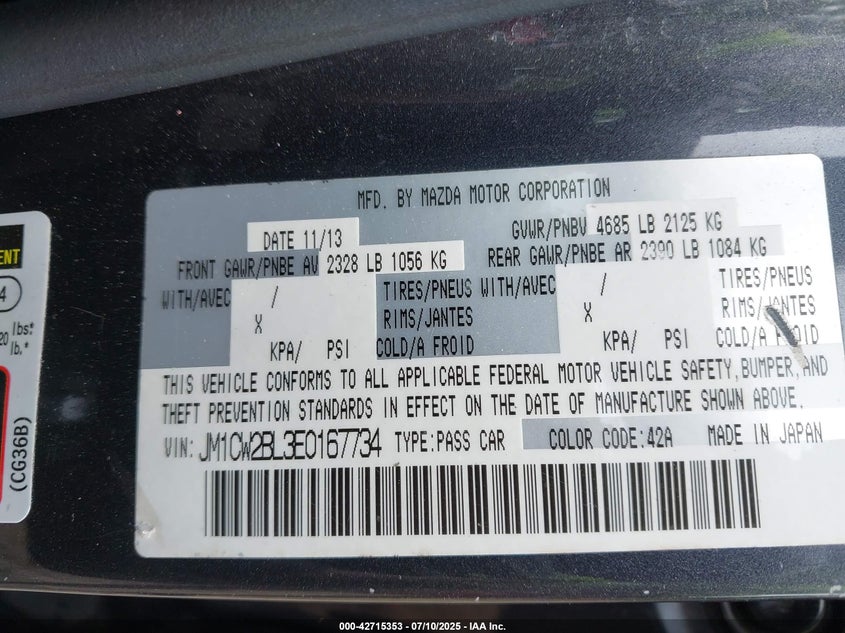 MFD. BY MAZDA MOTOR CORPORATION
DATE 11/13 GVWR/PNBV 4685 LB 2125 KG
FRONT GAWR/PNBE AV 2328 LB 1056 KG REAR GAWR/PNBE AR 2390 LB 1084 KG
WITH/AVEC / TIRES/PNEUS WITH/AVEC / TIRES/PNEUS
X RIMS/JANTES X RIMS/JANTES
KPA/ PSI COLD/A FROID KPA/ PSI COLD/A FROID
THIS VEHICLE CONFORMS TO ALL APPLICABLE FEDERAL MOTOR VEHICLE SAFETY, BUMPER, AND
THEFT PREVENTION STANDARDS IN EFFECT ON THE DATE OF MANUFACTURE SHOWN ABOVE.
VIN: JM1CW2BL3E0167734 TYPE:PASS CAR COLOR CODE:42A MADE IN JAPAN
4
20 lbs*
lb.*
(CG36B)
000-42715353 - 07/10/2025 - IAA Inc.